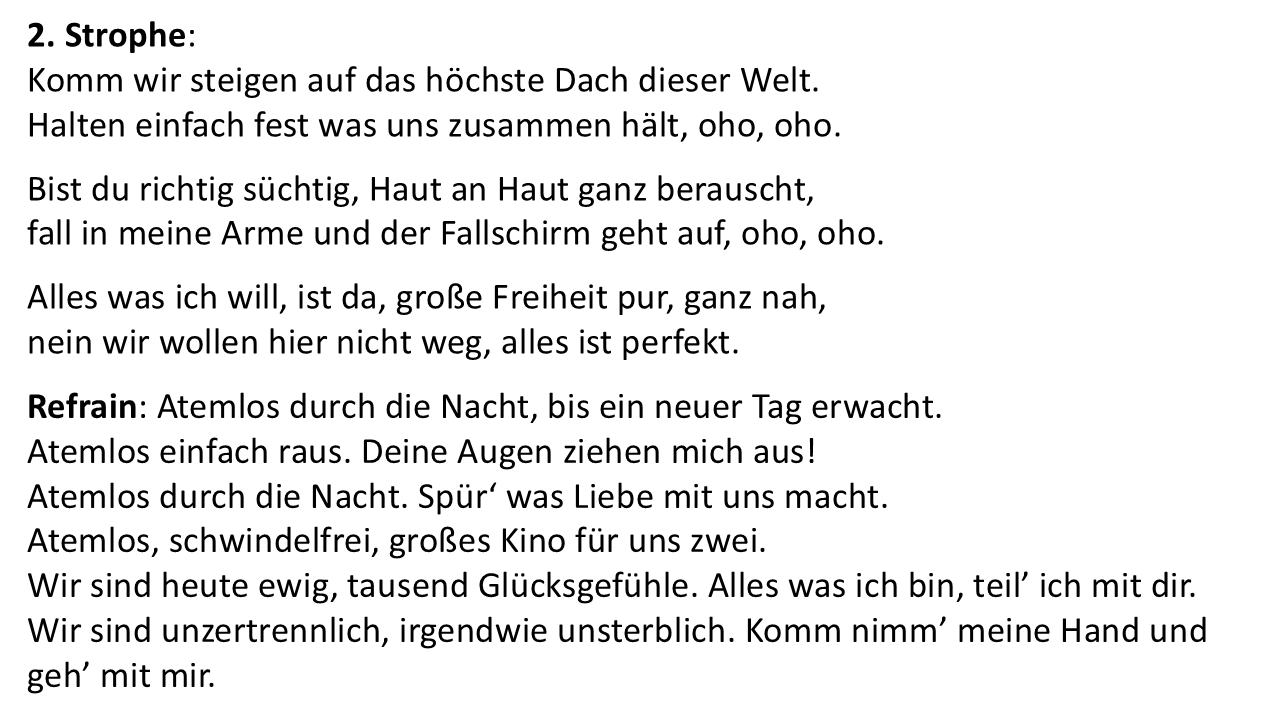 2. Strophe:
Komm wir steigen auf das höchste Dach dieser Welt.
Halten einfach fest was uns zusammen hält, oho, oho.
Bist du richtig süchtig, Haut an Haut ganz berauscht,
fall in meine Arme und der Fallschirm geht auf, oho, oho.
Alles was ich will, ist da, große Freiheit pur, ganz nah,
nein wir wollen hier nicht weg, alles ist perfekt.
Refrain: Atemlos durch die Nacht, bis ein neuer Tag erwacht.
Atemlos einfach raus. Deine Augen ziehen mich aus!
Atemlos durch die Nacht. Spür‘ was Liebe mit uns macht.
Atemlos, schwindelfrei, großes Kino für uns zwei.
Wir sind heute ewig, tausend Glücksgefühle. Alles was ich bin, teil’ ich mit dir.
Wir sind unzertrennlich, irgendwie unsterblich. Komm nimm’ meine Hand und
geh’ mit mir.